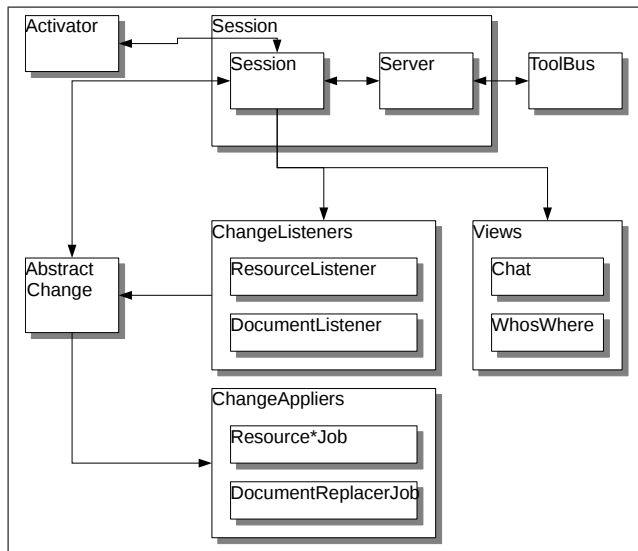 Activator
Session
Session
Server
ToolBus
Abstract
Change
ChangeListeners
ResourceListener
DocumentListener
Views
Chat
WhosWhere
ChangeAppliers
Resource*Job
DocumentReplacerJob